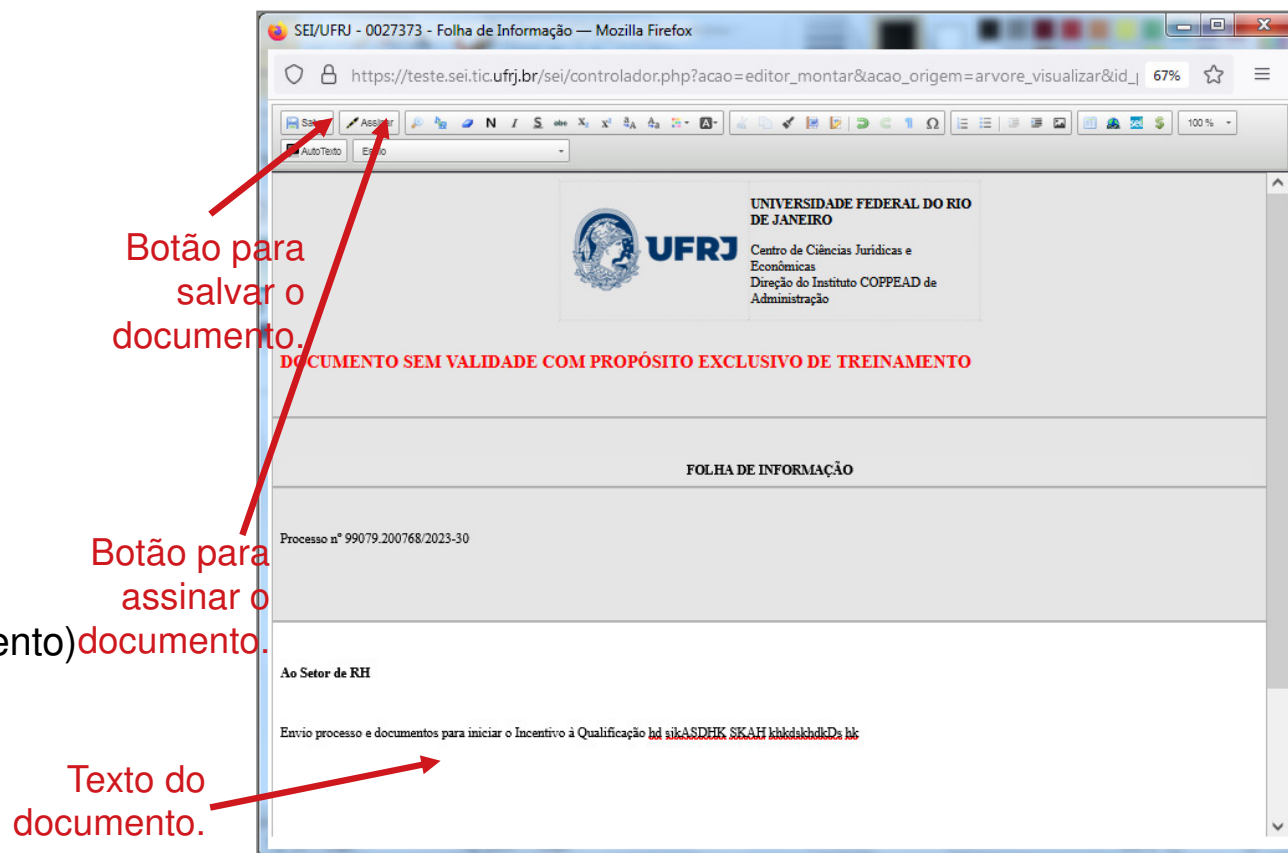 SEI/UFRJ - 0027373 - Folha de Informação — Mozilla Firefox
https://teste.sei.tic.ufrj.br/sei/controlador.php?acao=editor_montar&acao_origem=arvore_visualizar&id_ 67%
Assinar N I S 100 %
AutoTexto
UNIVERSIDADE FEDERAL DO RIO
DE JANEIRO
UFRJ
Centro de Ciências Jurídicas e
Econômicas
Direção do Instituto COPPEAD de
Administração
Botão para
salvar o
documento.
DOCUMENTO SEM VALIDADE COM PROPÓSITO EXCLUSIVO DE TREINAMENTO
FOLHA DE INFORMAÇÃO
Processo nº 99079.200768/2023-30
Botão para
assinar o
ento) documento.
Ao Setor de RH
Envio processo e documentos para iniciar o Incentivo à Qualificação hd sjkASDHK SKAH khkdskhdkDs hk
Texto do
documento.